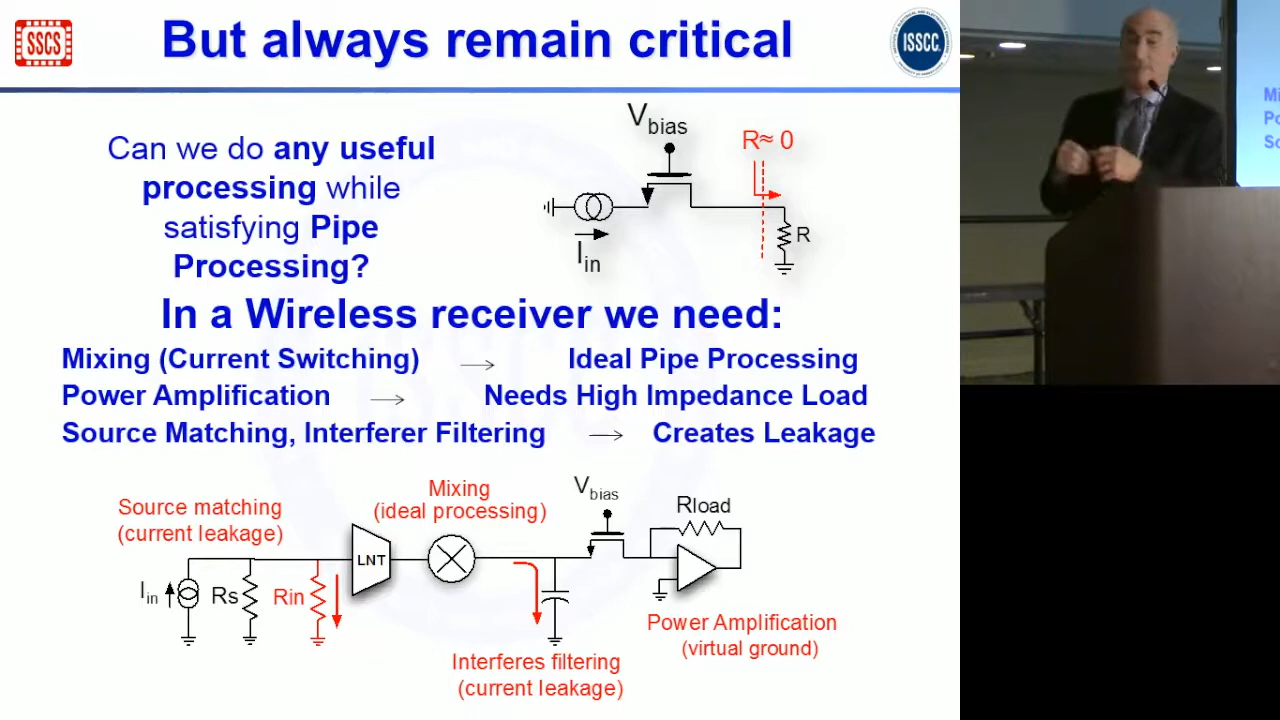 SSCS
But always remain critical
ISSCC
Can we do any useful
processing while
satisfying Pipe
Processing?
Vbias
R≈ 0
Iin
R
In a Wireless receiver we need:
Mixing (Current Switching) → Ideal Pipe Processing
Power Amplification → Needs High Impedance Load
Source Matching, Interferer Filtering → Creates Leakage
Source matching
(current leakage)
Mixing
(ideal processing)
Vbias
Rload
LNT
Iin
Rs
Rin
Power Amplification
(virtual ground)
Interferes filtering
(current leakage)
Mi
Po
So